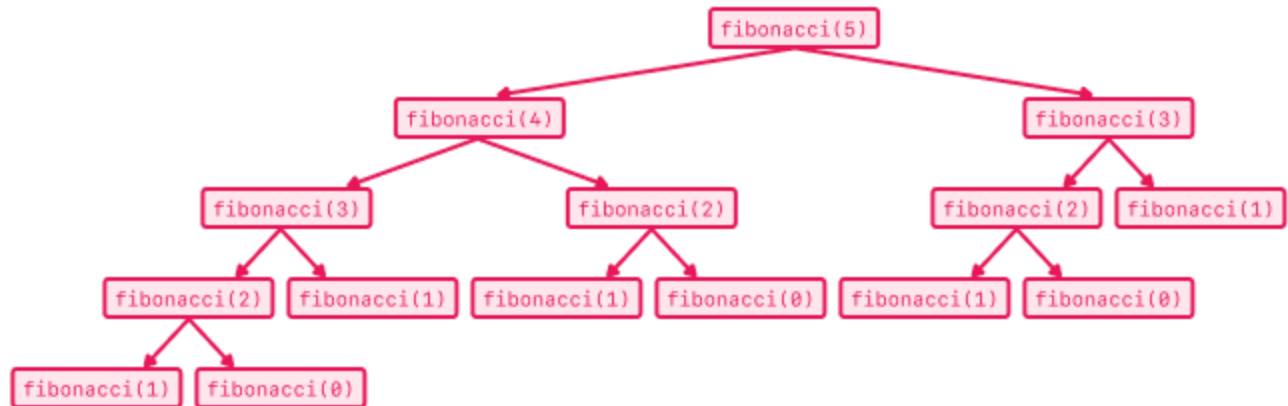 fibonacci(5)
fibonacci(4) fibonacci(3)
fibonacci(3) fibonacci(2) fibonacci(2) fibonacci(1)
fibonacci(2) fibonacci(1) fibonacci(1) fibonacci(0) fibonacci(1) fibonacci(0)
fibonacci(1) fibonacci(0)